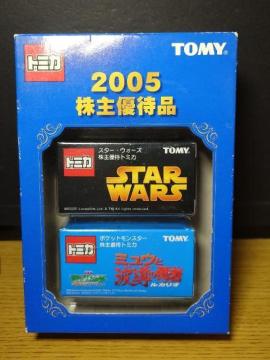 トミカ
TOMY
2005
株主優待品
トミカ
スター・ウォーズ
株主優待トミカ
TOMY
STAR
WARS
トミカ
ポケットモンスター
株主優待トミカ
TOMY
ミュウと
波導の勇者
ルカリオ